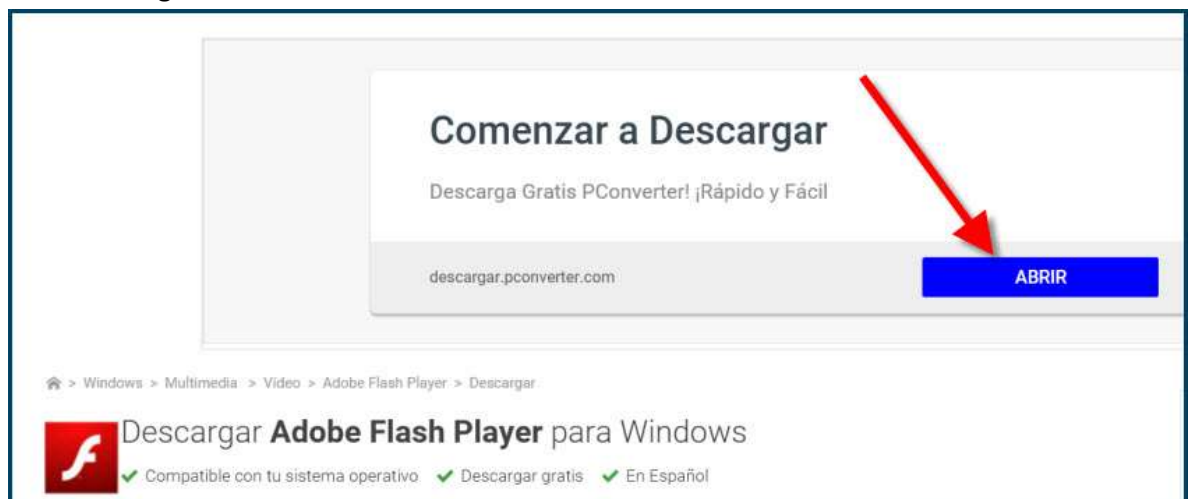 Comenzar a Descargar
Descarga Gratis PConverter! ¡Rápido y Fácil
descargar.pconverter.com
ABRIR
> Windows > Multimedia > Video > Adobe Flash Player > Descargar
Descargar Adobe Flash Player para Windows
Compatible con tu sistema operativo Descargar gratis En Español